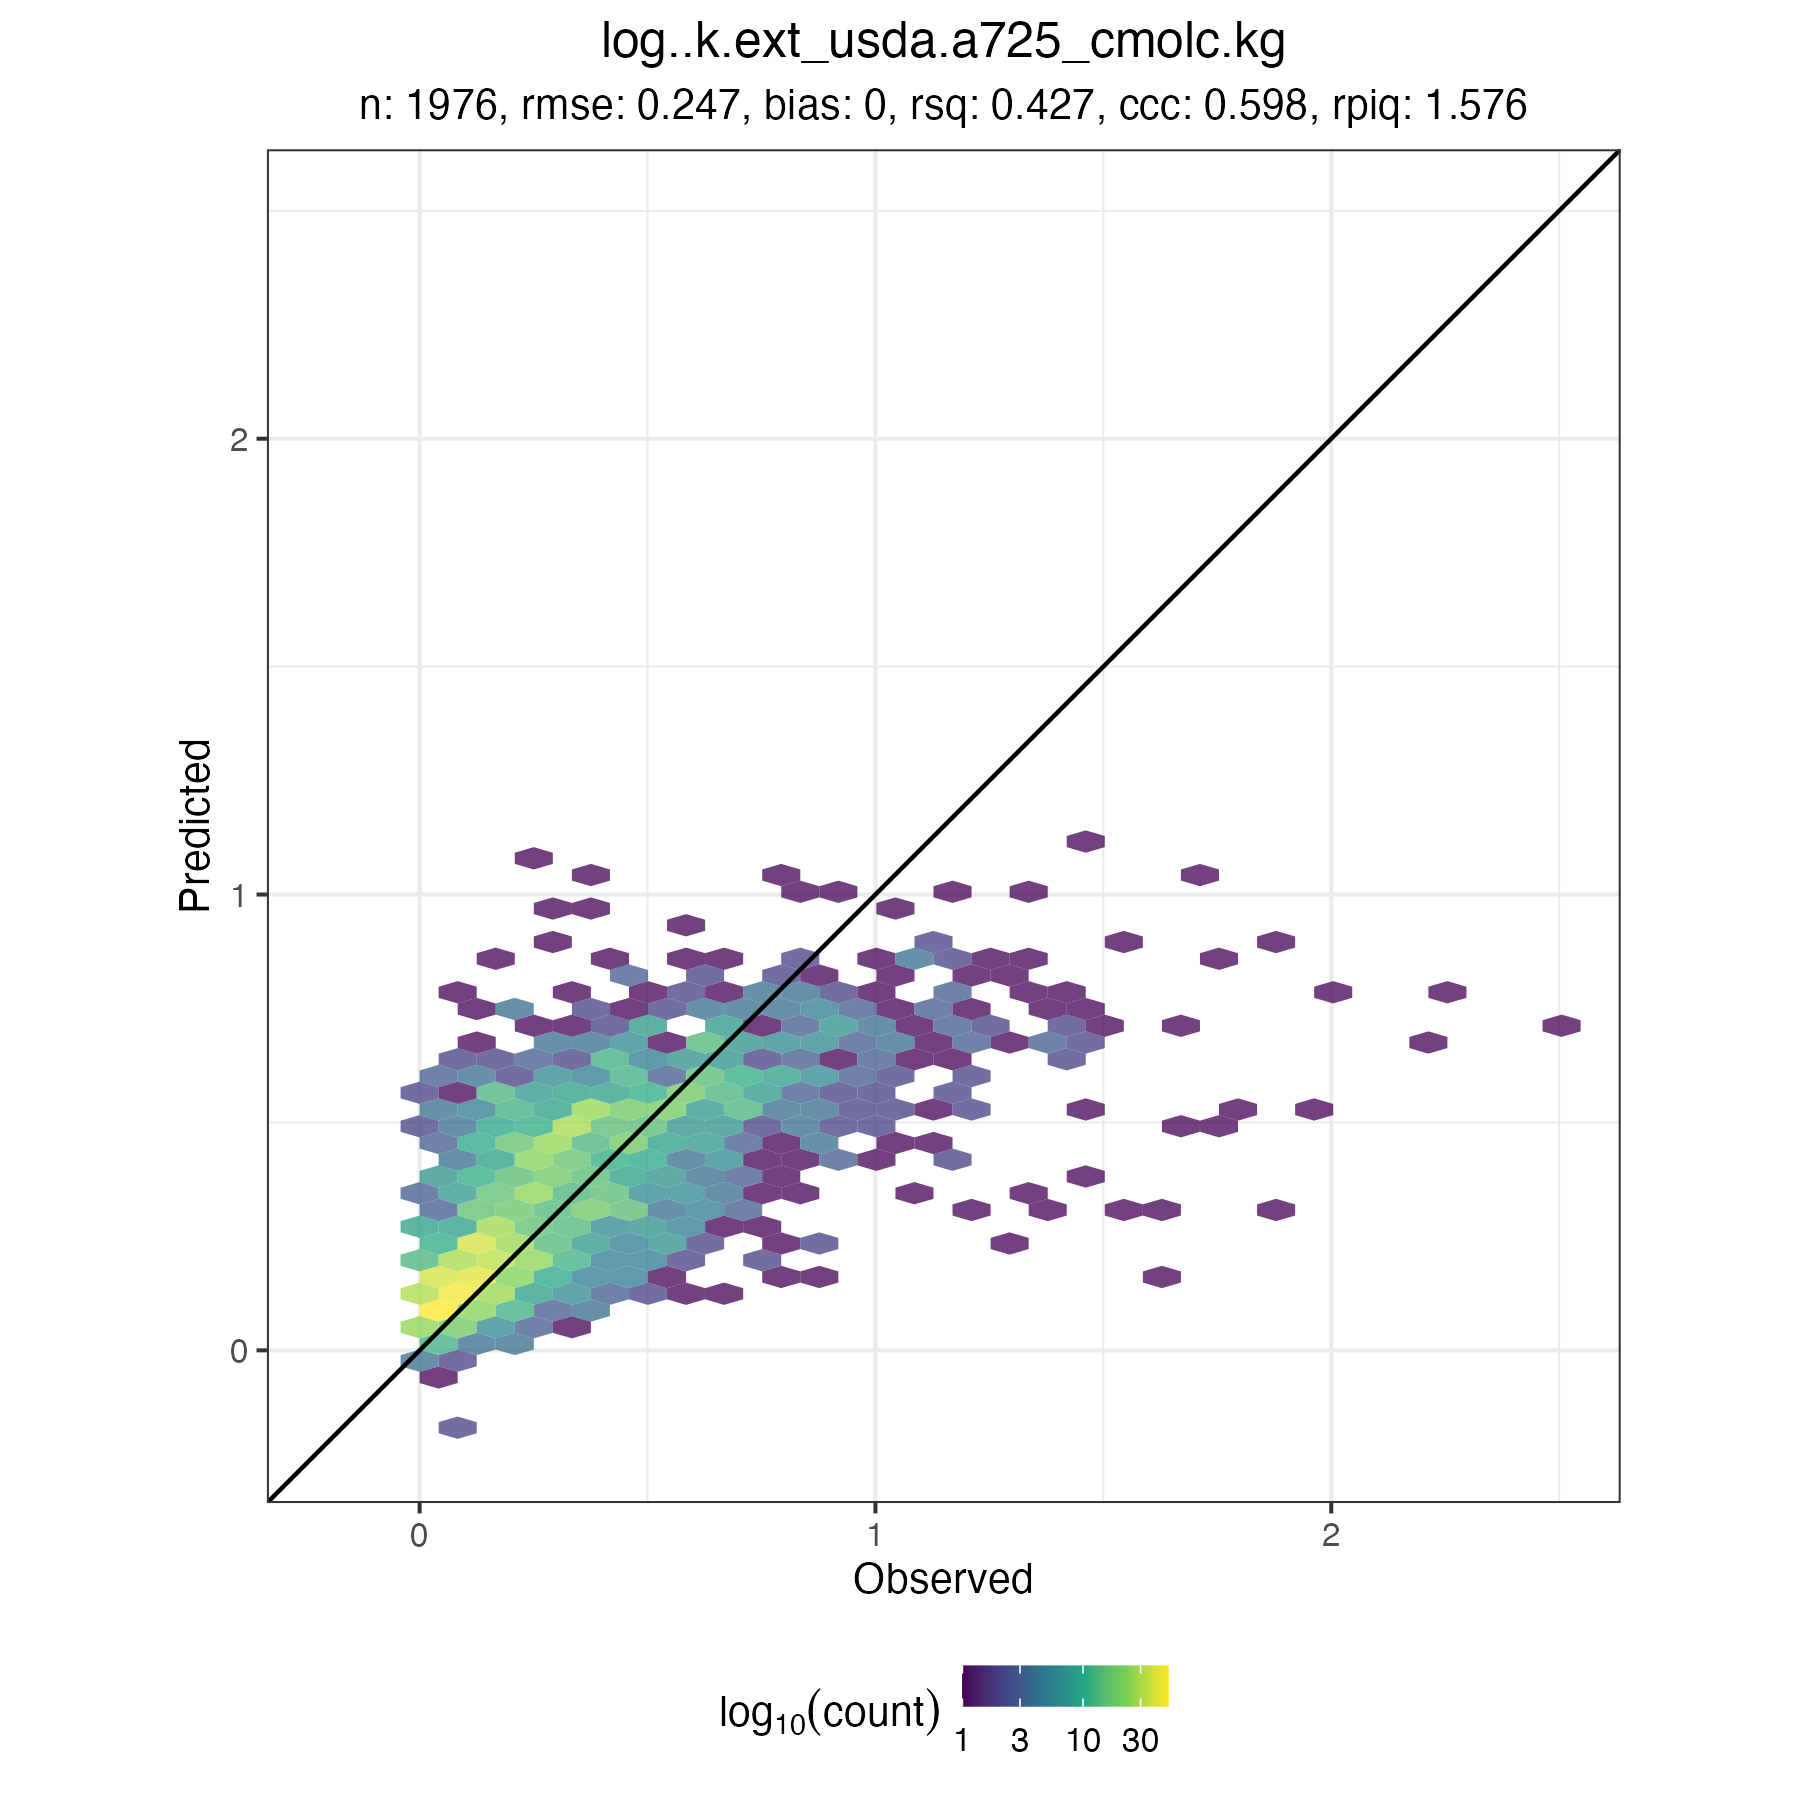 log..k.ext_usda.a725_cmolc.kg
n: 1976, rmse: 0.247, bias: 0, rsq: 0.427, ccc: 0.598, rpiq: 1.576
Predicted
2
1
0
0 1 2
Observed
log₁₀(count)
1 3 10 30